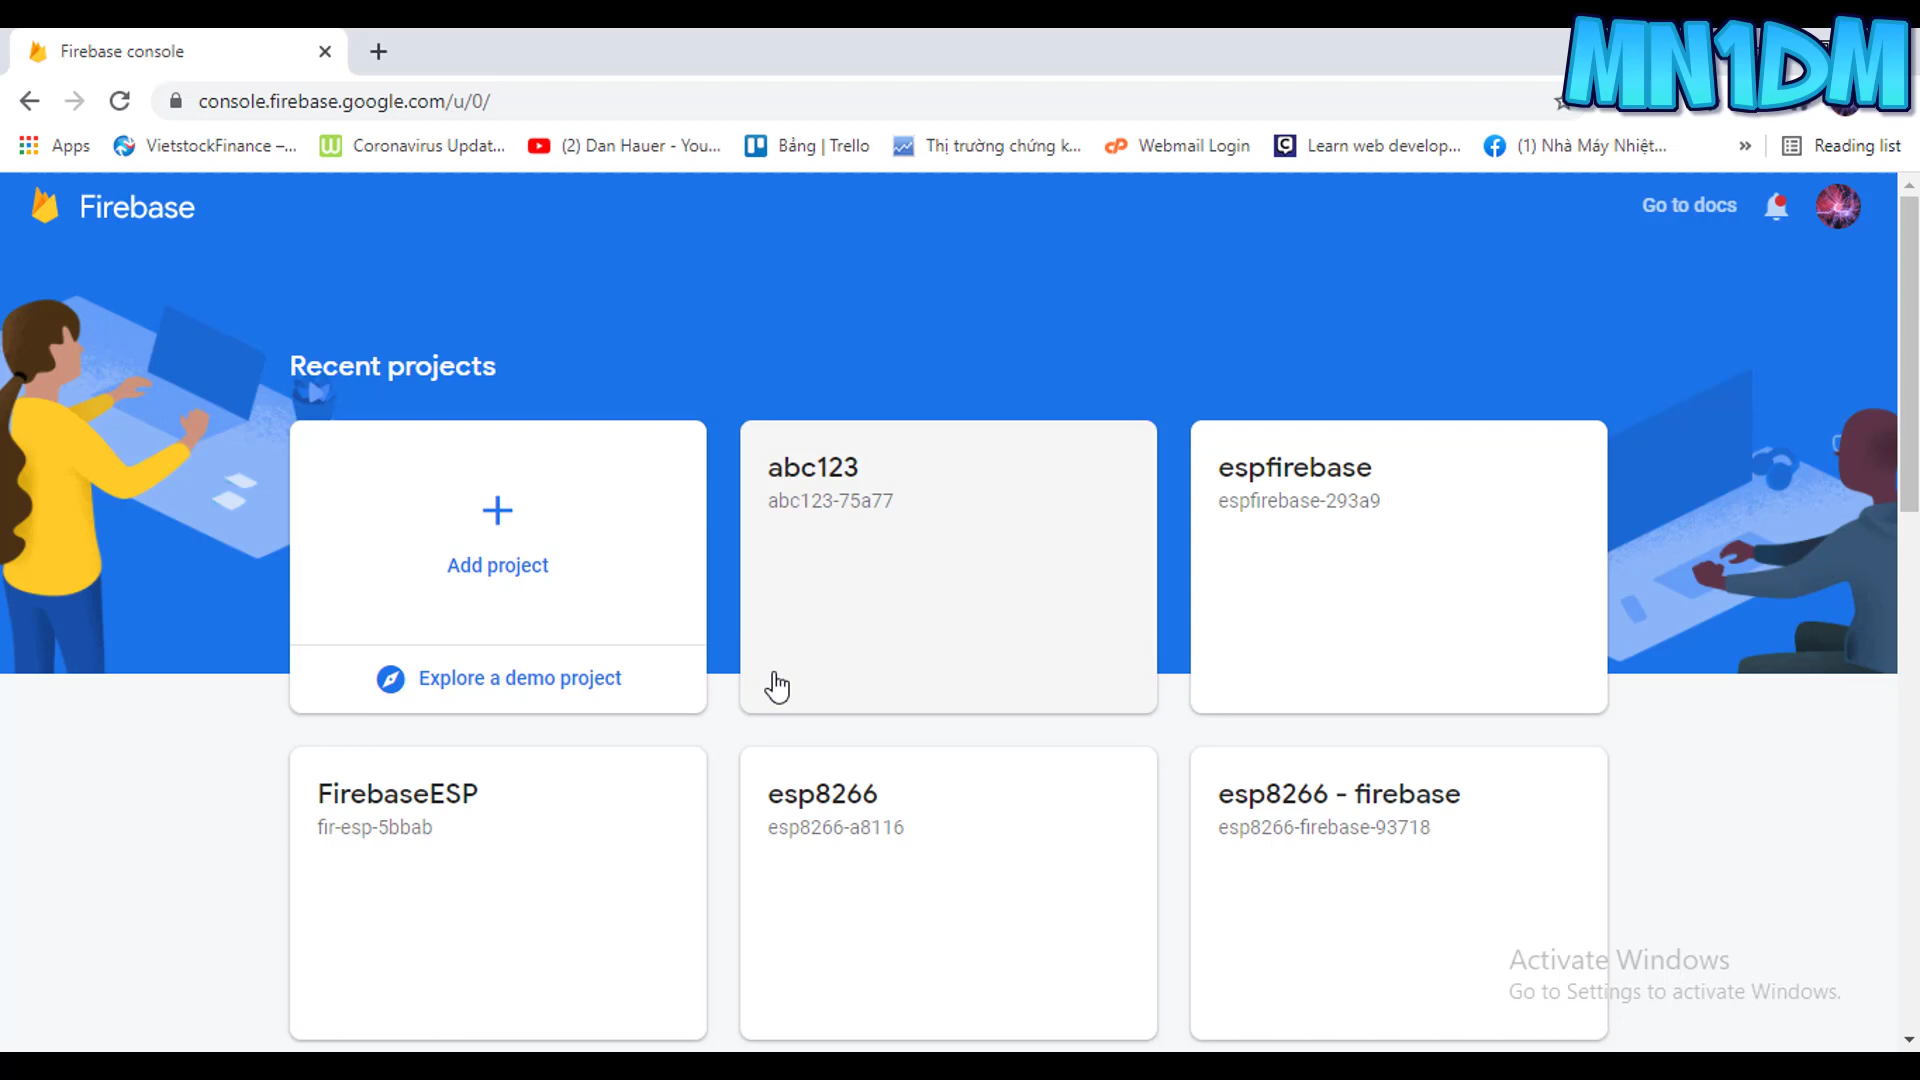 Firebase console
MN1DM
console.firebase.google.com/u/0/
Apps
VietstockFinance –...
Coronavirus Updat...
(2) Dan Hauer - You...
Bảng | Trello
Thị trường chứng k...
Webmail Login
Learn web develop...
(1) Nhà Máy Nhiệt...
»
Reading list
Firebase
Go to docs
Recent projects
Add project
Explore a demo project
abc123
abc123-75a77
espfirebase
espfirebase-293a9
FirebaseESP
fir-esp-5bbab
esp8266
esp8266-a8116
esp8266 - firebase
esp8266-firebase-93718
Activate Windows
Go to Settings to activate Windows.